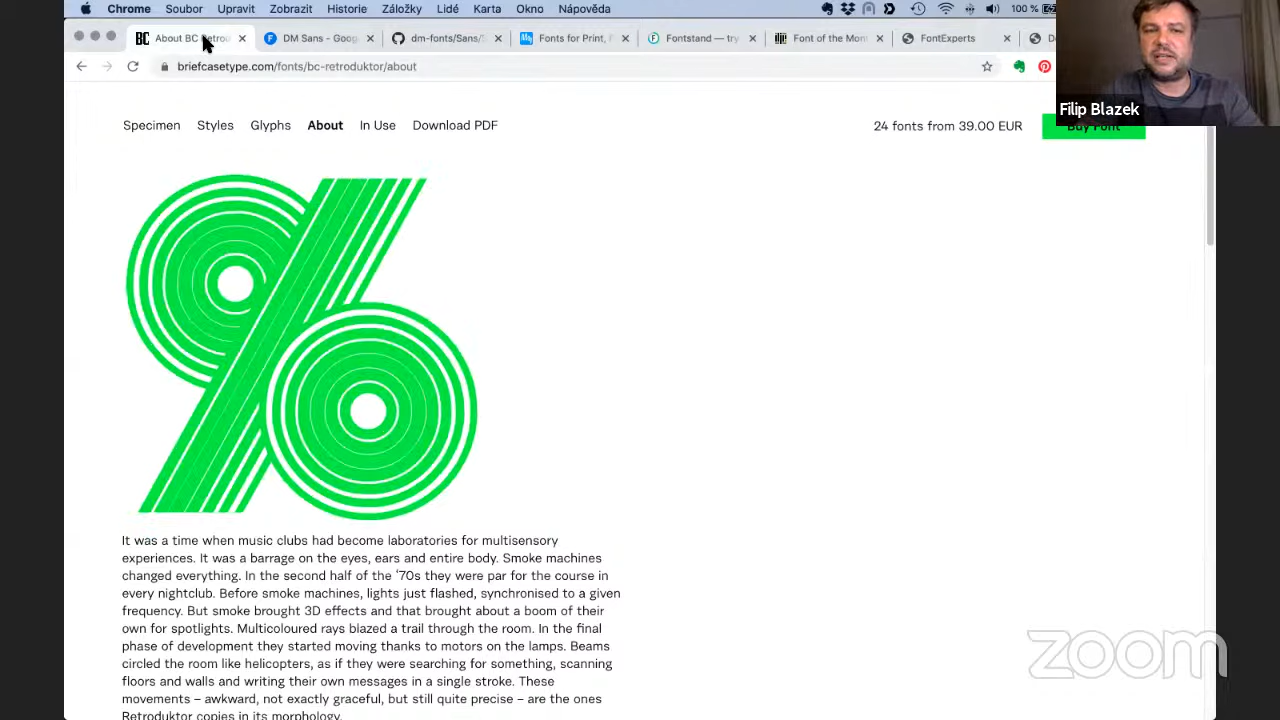 Chrome Soubor Upravit Zobrazit Historie Záložky Lidé Karta Okno Nápověda 100 %
BC About BC Retrou DM Sans – Goog dm-fonts/Sans/ Mg Fonts for Print, F Fontstand — try Font of the Mon FontExperts
briefcasetype.com/fonts/bc-retroduktor/about
Filip Blazek
Specimen Styles Glyphs About In Use Download PDF 24 fonts from 39.00 EUR Buy Font
%
It was a time when music clubs had become laboratories for multisensory
experiences. It was a barrage on the eyes, ears and entire body. Smoke machines
changed everything. In the second half of the ‘70s they were par for the course in
every nightclub. Before smoke machines, lights just flashed, synchronised to a given
frequency. But smoke brought 3D effects and that brought about a boom of their
own for spotlights. Multicoloured rays blazed a trail through the room. In the final
phase of development they started moving thanks to motors on the lamps. Beams
circled the room like helicopters, as if they were searching for something, scanning
floors and walls and writing their own messages in a single stroke. These
movements – awkward, not exactly graceful, but still quite precise – are the ones
Retroduktor copies in its morphology.
zoom